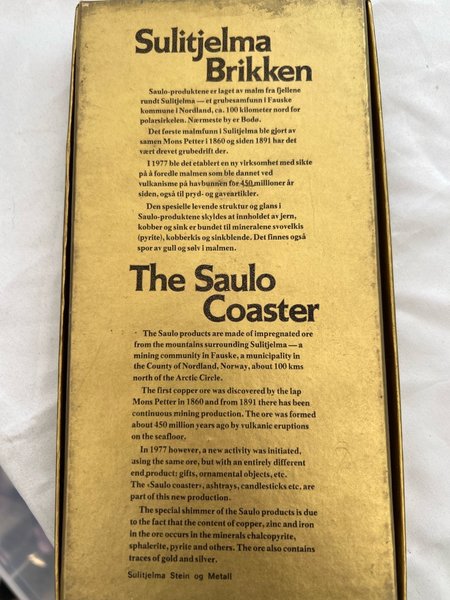 Sulitjelma
Brikken
Saulo-produktene er laget av malm fra fjellene
rundt Sulitjelma — et grubesamfunn i Fauske
kommune i Nordland, ca. 100 kilometer nord for
polarsirkelen. Nærmeste by er Bodø.
Det første malmfunn i Sulitjelma ble gjort av
samen Mons Petter i 1860 og siden 1891 har det
vært drevet grubedrift der.
I 1977 ble det etablert en ny virksomhet med sikte
på å foredle malmen som ble dannet ved
vulkanisme på havbunnen for 450 millioner år
siden, også til pryd- og gaveartikler.
Den spesielle levende struktur og glans i
Saulo-produktene skyldes at innholdet av jern,
kobber og sink er bundet til mineralene svovelkis
(pyrite), kobberkis og sinkblende. Det finnes også
spor av gull og sølv i malmen.
The Saulo
Coaster
The Saulo products are made of impregnated ore
from the mountains surrounding Sulitjelma — a
mining community in Fauske, a municipality in
the County of Nordland, Norway, about 100 kms
north of the Arctic Circle.
The first copper ore was discovered by the lap
Mons Petter in 1860 and from 1891 there has been
continuous mining production. The ore was formed
about 450 million years ago by vulkanic eruptions
on the seafloor.
In 1977 however, a new activity was initiated,
using the same ore, but with an entirely different
end product: gifts, ornamental objects, etc.
The «Saulo coaster», ashtrays, candlesticks etc. are
part of this new production.
The special shimmer of the Saulo products is due
to the fact that the content of copper, zinc and iron
in the ore occurs in the minerals chalcopyrite,
sphalerite, pyrite and others. The ore also contains
traces of gold and silver.
Sulitjelma Stein og Metall